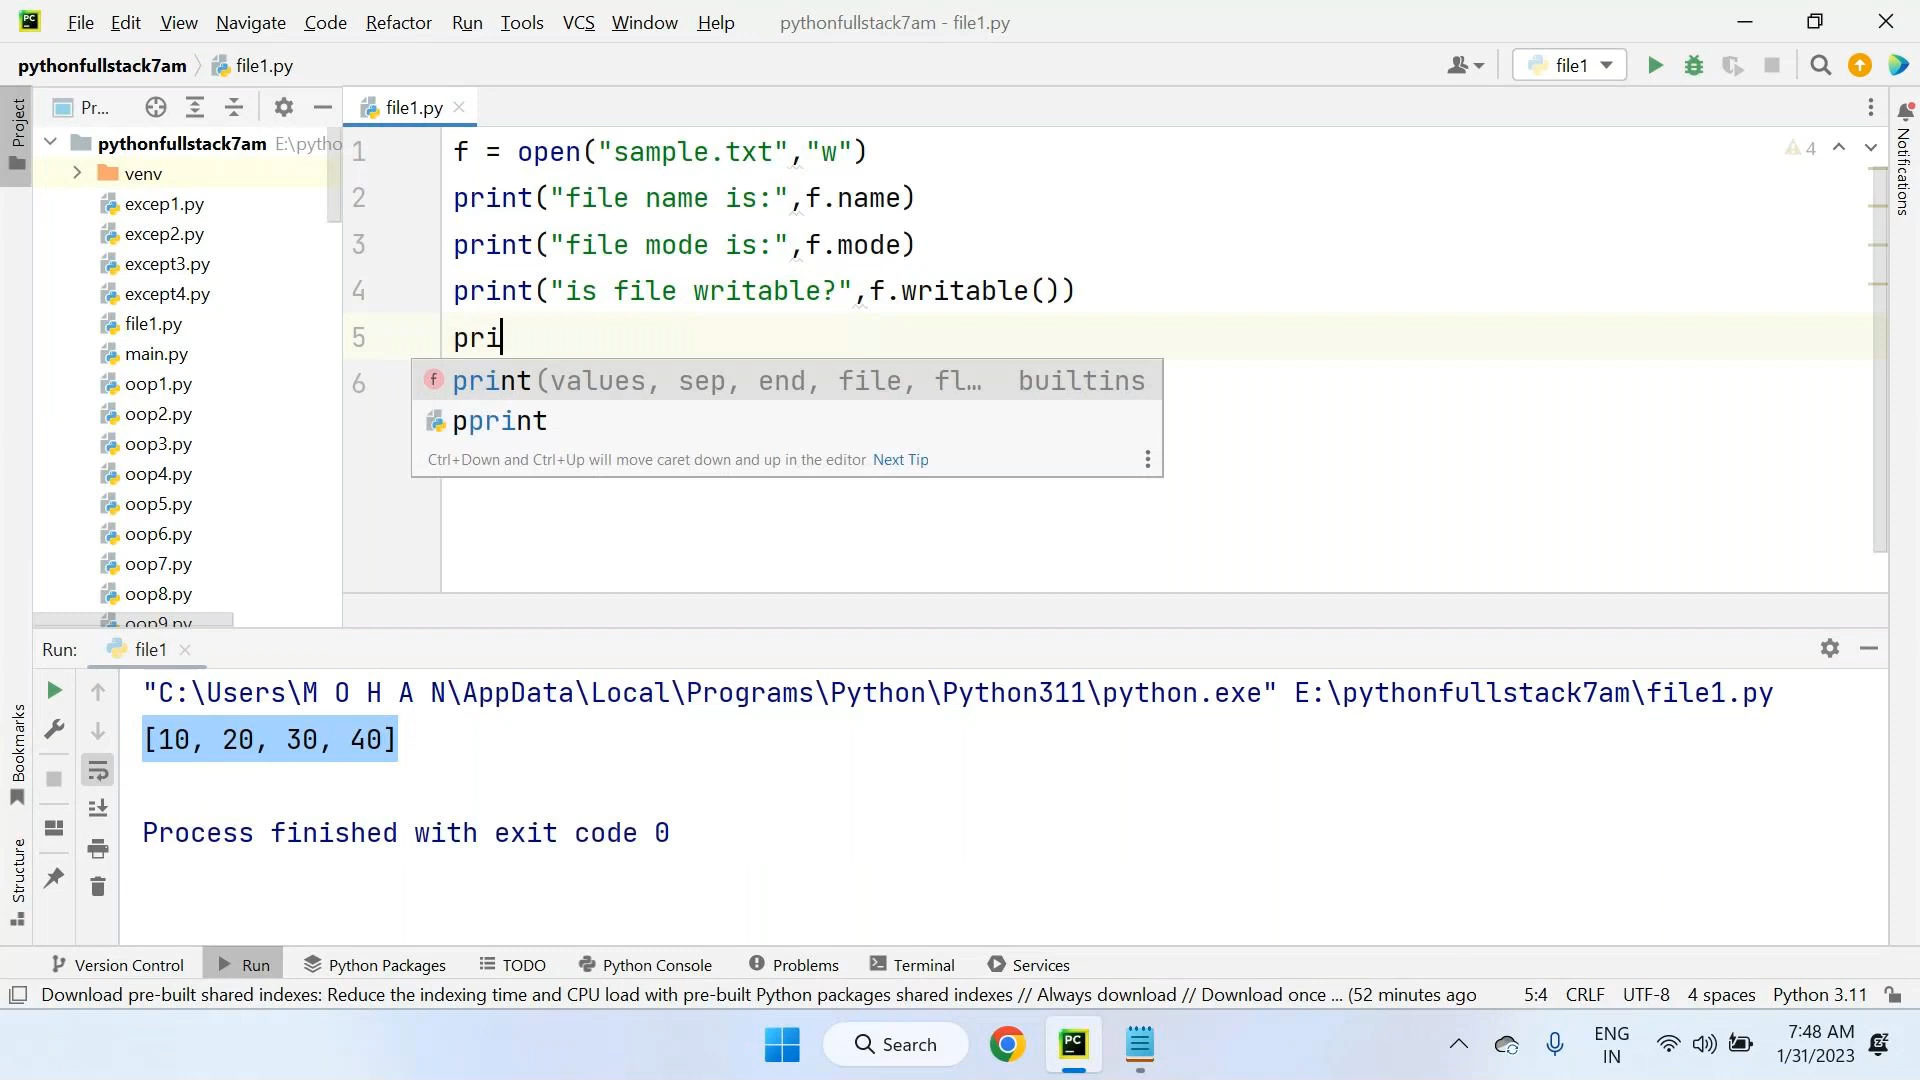 PC File Edit View Navigate Code Refactor Run Tools VCS Window Help pythonfullstack7am - file1.py
pythonfullstack7am file1.py file1
Project
Pr...
file1.py
pythonfullstack7am E:\pytho
venv
excep1.py
excep2.py
except3.py
except4.py
file1.py
main.py
oop1.py
oop2.py
oop3.py
oop4.py
oop5.py
oop6.py
oop7.py
oop8.py
oop9.py
1 f = open("sample.txt","w")
2 print("file name is:",f.name)
3 print("file mode is:",f.mode)
4 print("is file writable?",f.writable())
5 pri
6
f print(values, sep, end, file, fl... builtins
pprint
Ctrl+Down and Ctrl+Up will move caret down and up in the editor Next Tip
4
Notifications
Run: file1
"C:\Users\M O H A N\AppData\Local\Programs\Python\Python311\python.exe" E:\pythonfullstack7am\file1.py
[10, 20, 30, 40]
Process finished with exit code 0
Bookmarks
Structure
Version Control Run Python Packages TODO Python Console Problems Terminal Services
Download pre-built shared indexes: Reduce the indexing time and CPU load with pre-built Python packages shared indexes // Always download // Download once ... (52 minutes ago 5:4 CRLF UTF-8 4 spaces Python 3.11
Search PC ENG 7:48 AM
IN 1/31/2023